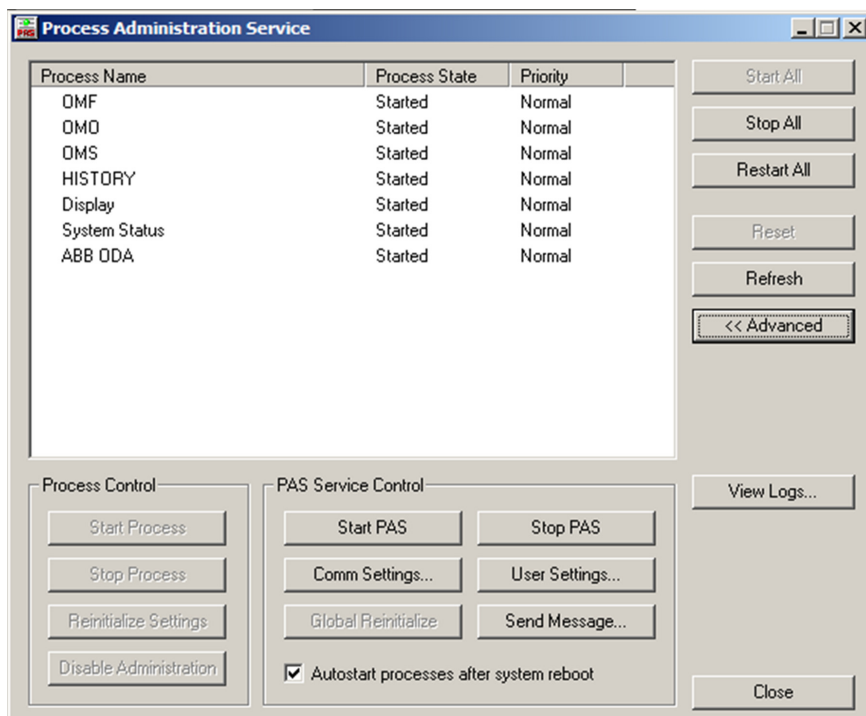 PAS Process Administration Service
Process Name Process State Priority
OMF Started Normal
OMO Started Normal
OMS Started Normal
HISTORY Started Normal
Display Started Normal
System Status Started Normal
ABB ODA Started Normal
Start All
Stop All
Restart All
Reset
Refresh
<< Advanced
View Logs...
Process Control
Start Process
Stop Process
Reinitialize Settings
Disable Administration
PAS Service Control
Start PAS Stop PAS
Comm Settings... User Settings...
Global Reinitialize Send Message...
Autostart processes after system reboot
Close